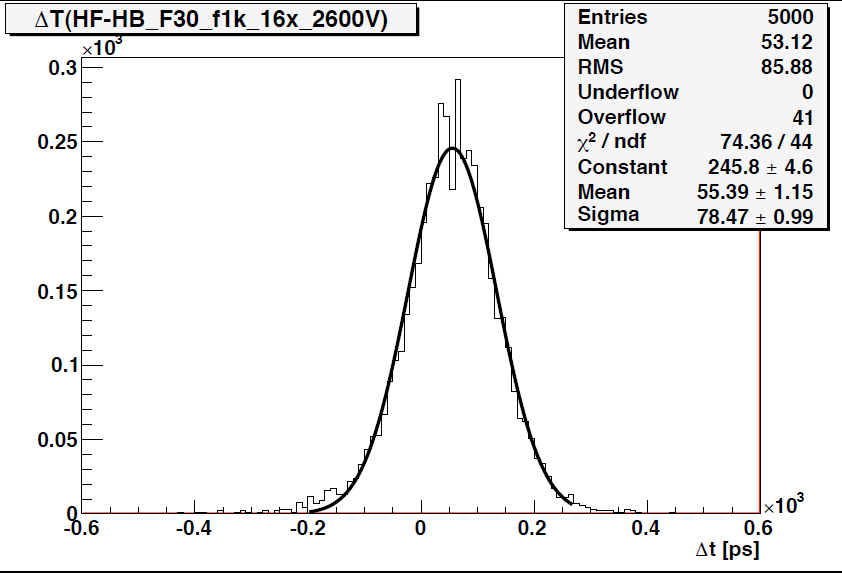 ΔT(HF-HB_F30_f1k_16x_2600V)
Entries 5000
Mean 53.12
RMS 85.88
Underflow 0
Overflow 41
χ² / ndf 74.36 / 44
Constant 245.8 ± 4.6
Mean 55.39 ± 1.15
Sigma 78.47 ± 0.99
×10³
0.3
0.25
0.2
0.15
0.1
0.05
0
-0.6 -0.4 -0.2 0 0.2 0.4 0.6
×10³
Δt [ps]